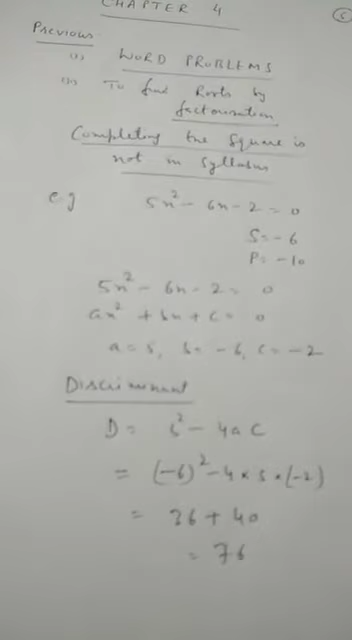 CHAPTER 4
5
Previous
(i) WORD PROBLEMS
(ii) To find Roots by
factorisation
Completing the Square is
not in Syllabus
e.g 5x² - 6x - 2 = 0
S = -6
P = -10
5x² - 6x - 2 = 0
ax² + bx + c = 0
a = 5, b = -6, c = -2
Discriminant
D = b² - 4ac
= (-6)² - 4 × 5 × (-2)
= 36 + 40
= 76